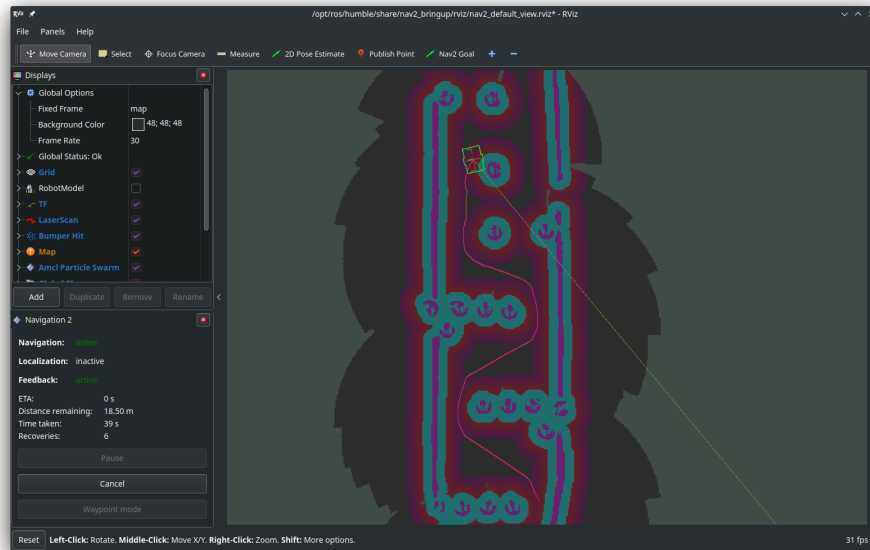 /opt/ros/humble/share/nav2_bringup/rviz/nav2_default_view.rviz* - RViz
File Panels Help
Move Camera Select Focus Camera Measure 2D Pose Estimate Publish Point Nav2 Goal
Displays
Global Options
Fixed Frame map
Background Color 48; 48; 48
Frame Rate 30
Global Status: Ok
Grid
RobotModel
TF
LaserScan
Bumper Hit
Map
Amcl Particle Swarm
Add Duplicate Remove Rename
Navigation 2
Navigation: active
Localization: inactive
Feedback: active
ETA: 0 s
Distance remaining: 18.50 m
Time taken: 39 s
Recoveries: 6
Pause
Cancel
Waypoint mode
Reset Left-Click: Rotate. Middle-Click: Move X/Y. Right-Click: Zoom. Shift: More options. 31 fps